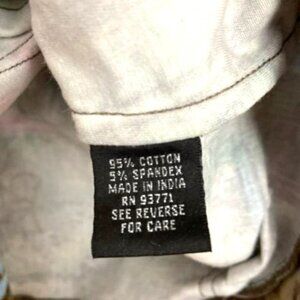 95% COTTON
5% SPANDEX
MADE IN INDIA
RN 93771
SEE REVERSE
FOR CARE